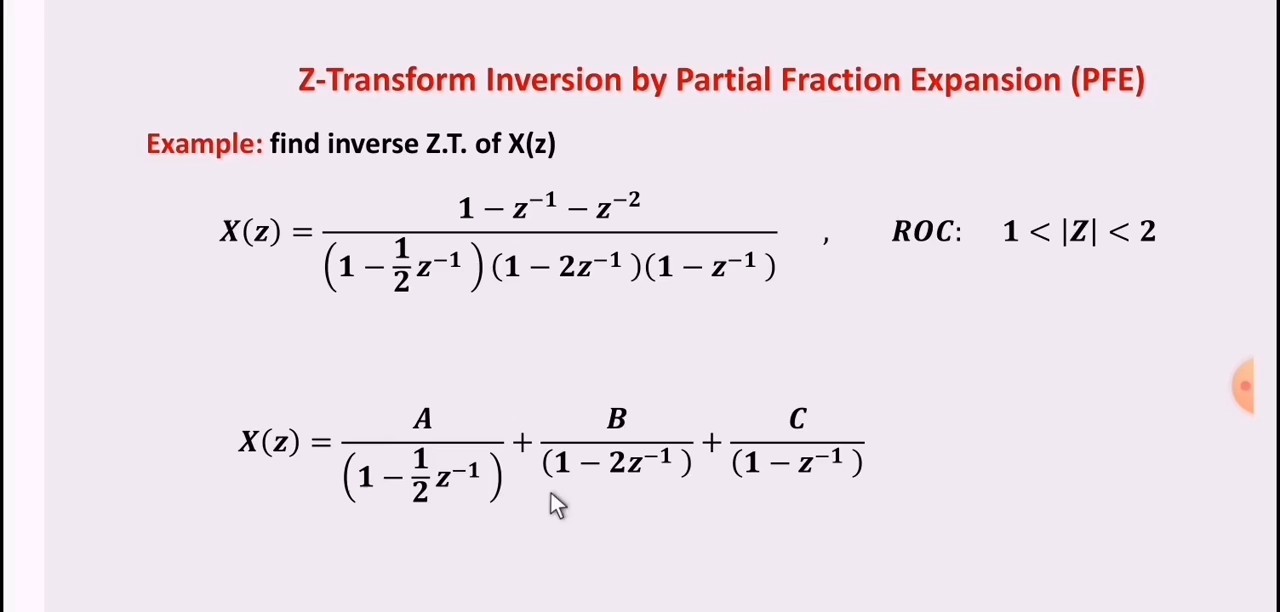 Z-Transform Inversion by Partial Fraction Expansion (PFE)
Example: find inverse Z.T. of X(z)
X(z) = (1 − z⁻¹ − z⁻²) / ((1 − ½z⁻¹)(1 − 2z⁻¹)(1 − z⁻¹)) , ROC: 1 < |Z| < 2
X(z) = A / (1 − ½z⁻¹) + B / (1 − 2z⁻¹) + C / (1 − z⁻¹)